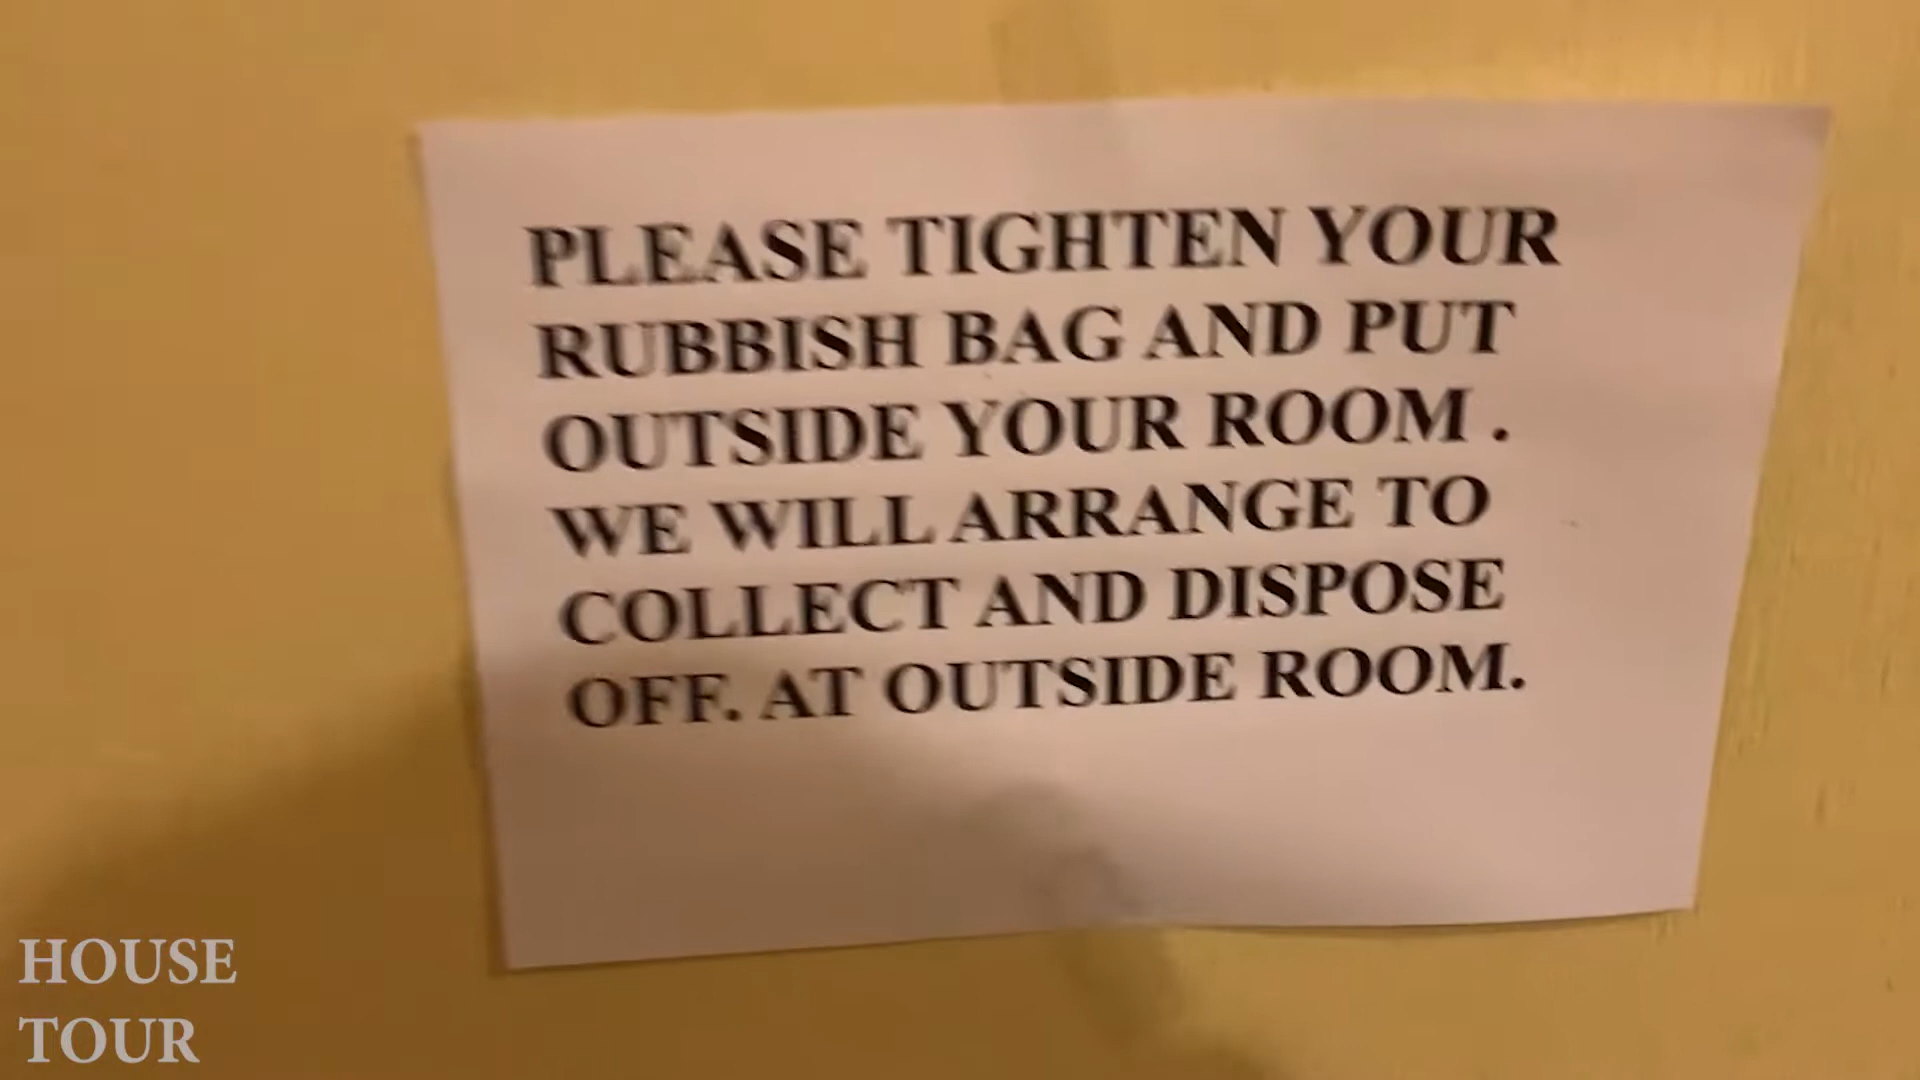 PLEASE TIGHTEN YOUR
RUBBISH BAG AND PUT
OUTSIDE YOUR ROOM .
WE WILL ARRANGE TO
COLLECT AND DISPOSE
OFF. AT OUTSIDE ROOM.
HOUSE
TOUR